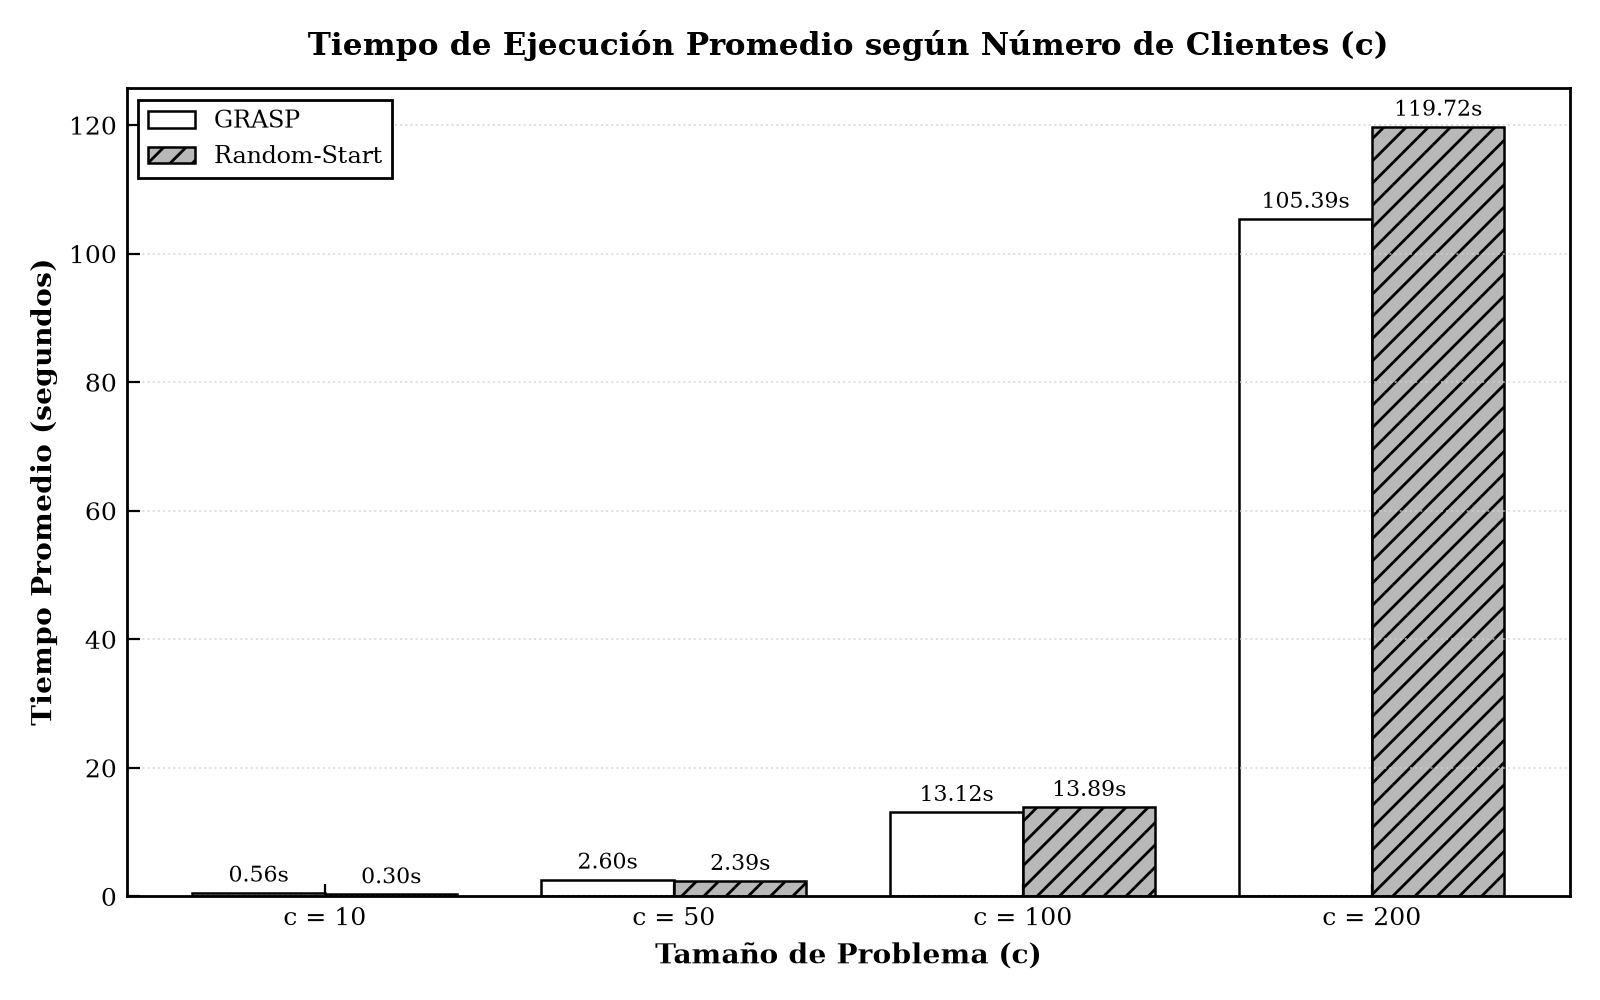 Tiempo de Ejecución Promedio según Número de Clientes (c)
GRASP
Random-Start
Tiempo Promedio (segundos)
120
100
80
60
40
20
0
0.56s
0.30s
2.60s
2.39s
13.12s
13.89s
105.39s
119.72s
c = 10
c = 50
c = 100
c = 200
Tamaño de Problema (c)